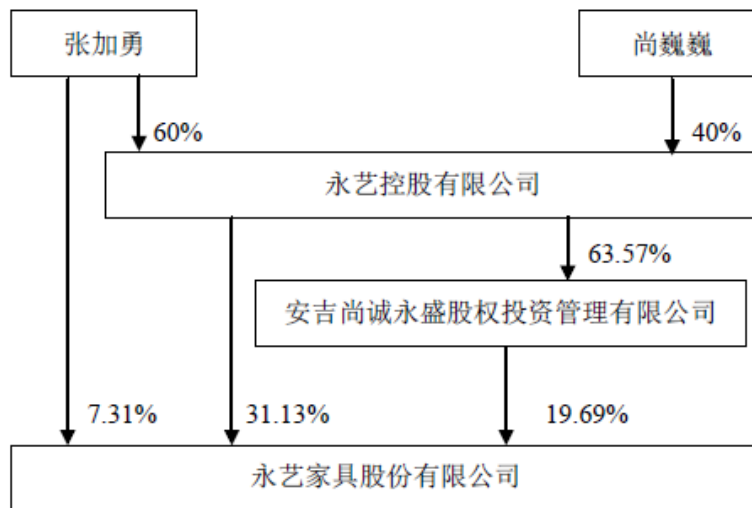 张加勇
尚巍巍
60%
40%
永艺控股有限公司
63.57%
安吉尚诚永盛股权投资管理有限公司
7.31%
31.13%
19.69%
永艺家具股份有限公司